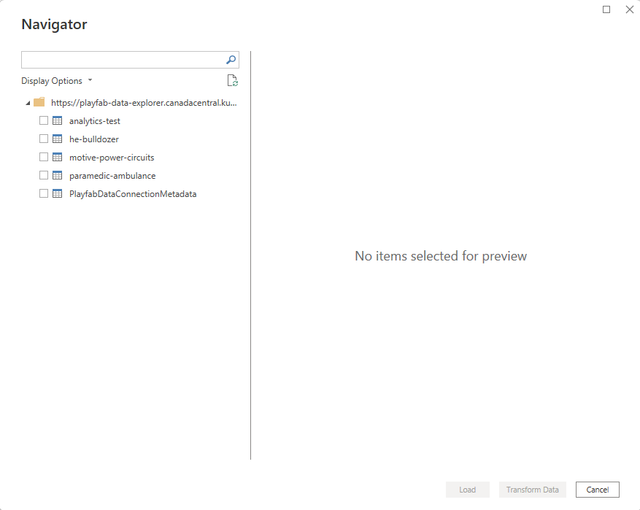 Navigator
Display Options
https://playfab-data-explorer.canadacentral.ku...
analytics-test
he-bulldozer
motive-power-circuits
paramedic-ambulance
PlayfabDataConnectionMetadata
No items selected for preview
Load
Transform Data
Cancel